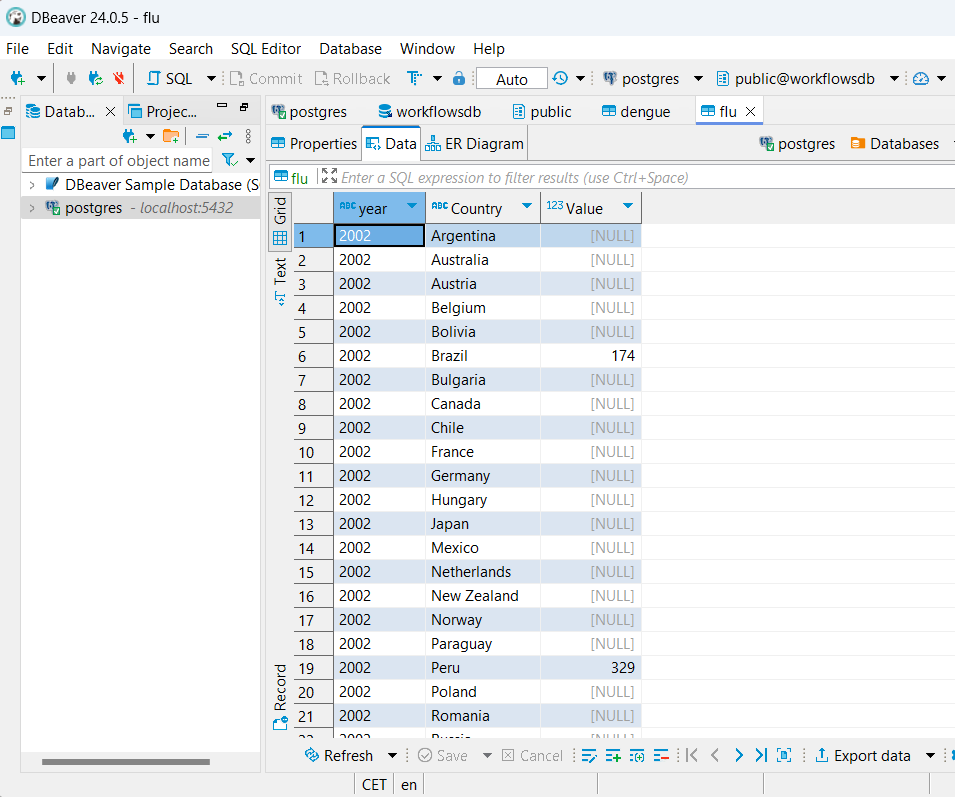 DBeaver 24.0.5 - flu
File Edit Navigate Search SQL Editor Database Window Help
SQL Commit Rollback Auto postgres public@workflowsdb
Datab... Projec... postgres workflowsdb public dengue flu
Properties Data ER Diagram postgres Databases
Enter a part of object name
flu Enter a SQL expression to filter results (use Ctrl+Space)
DBeaver Sample Database (S
postgres - localhost:5432
Grid
Text
Record
ABC year ABC Country 123 Value
1 2002 Argentina [NULL]
2 2002 Australia [NULL]
3 2002 Austria [NULL]
4 2002 Belgium [NULL]
5 2002 Bolivia [NULL]
6 2002 Brazil 174
7 2002 Bulgaria [NULL]
8 2002 Canada [NULL]
9 2002 Chile [NULL]
10 2002 France [NULL]
11 2002 Germany [NULL]
12 2002 Hungary [NULL]
13 2002 Japan [NULL]
14 2002 Mexico [NULL]
15 2002 Netherlands [NULL]
16 2002 New Zealand [NULL]
17 2002 Norway [NULL]
18 2002 Paraguay [NULL]
19 2002 Peru 329
20 2002 Poland [NULL]
21 2002 Romania [NULL]
Refresh Save Cancel Export data
CET en